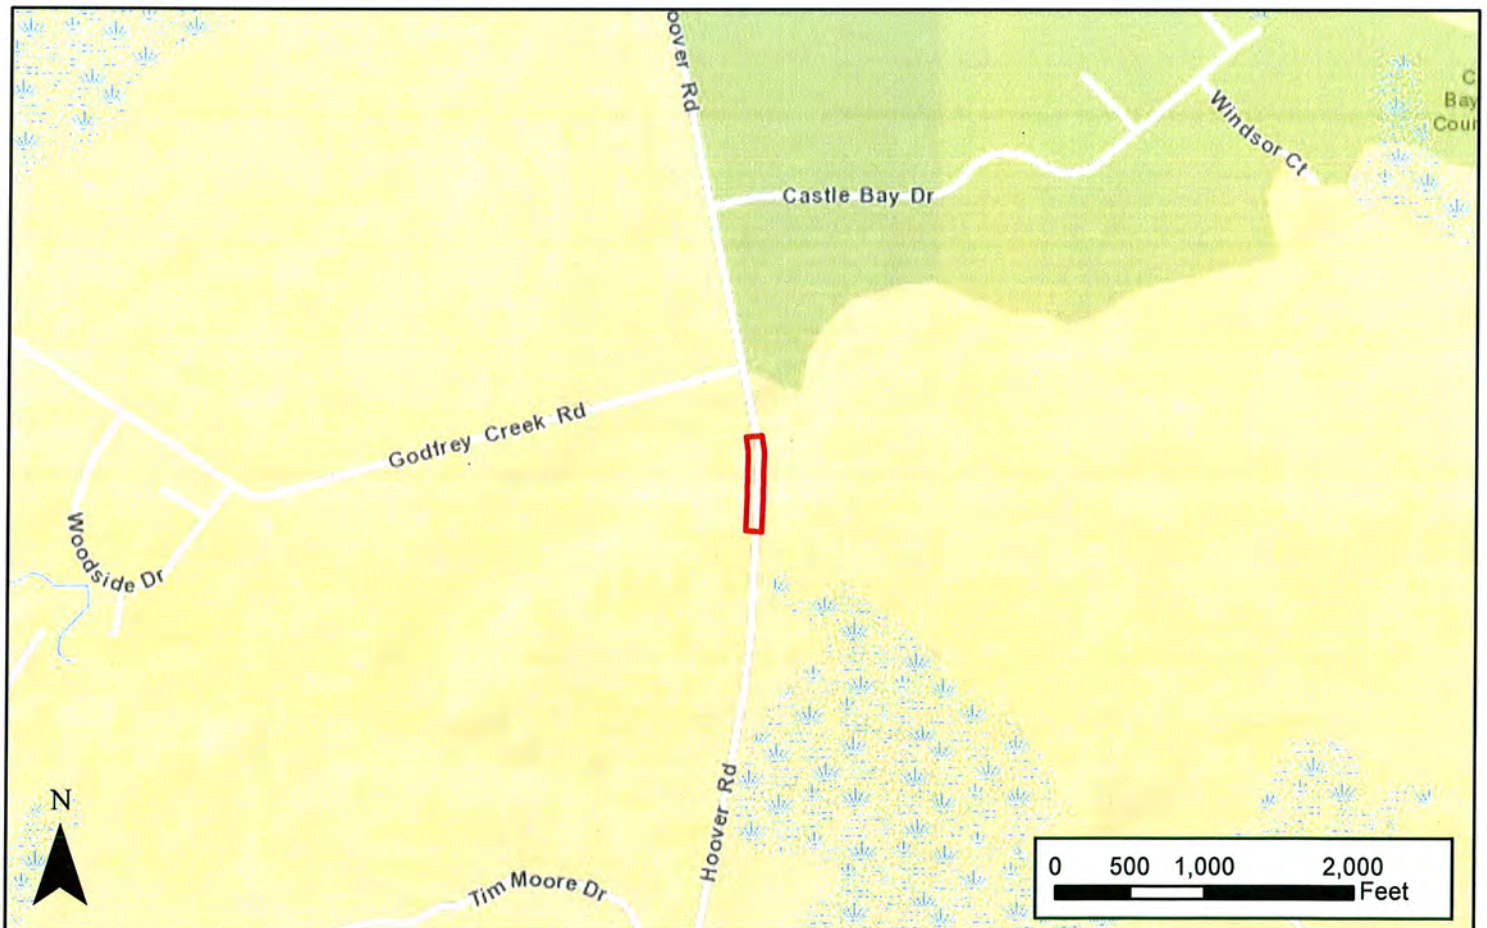 oover Rd
C
Bay
Cour
Windsor Ct
Castle Bay Dr
Godfrey Creek Rd
Woodside Dr
Hoover Rd
N
Tim Moore Dr
0 500 1,000 2,000
Feet